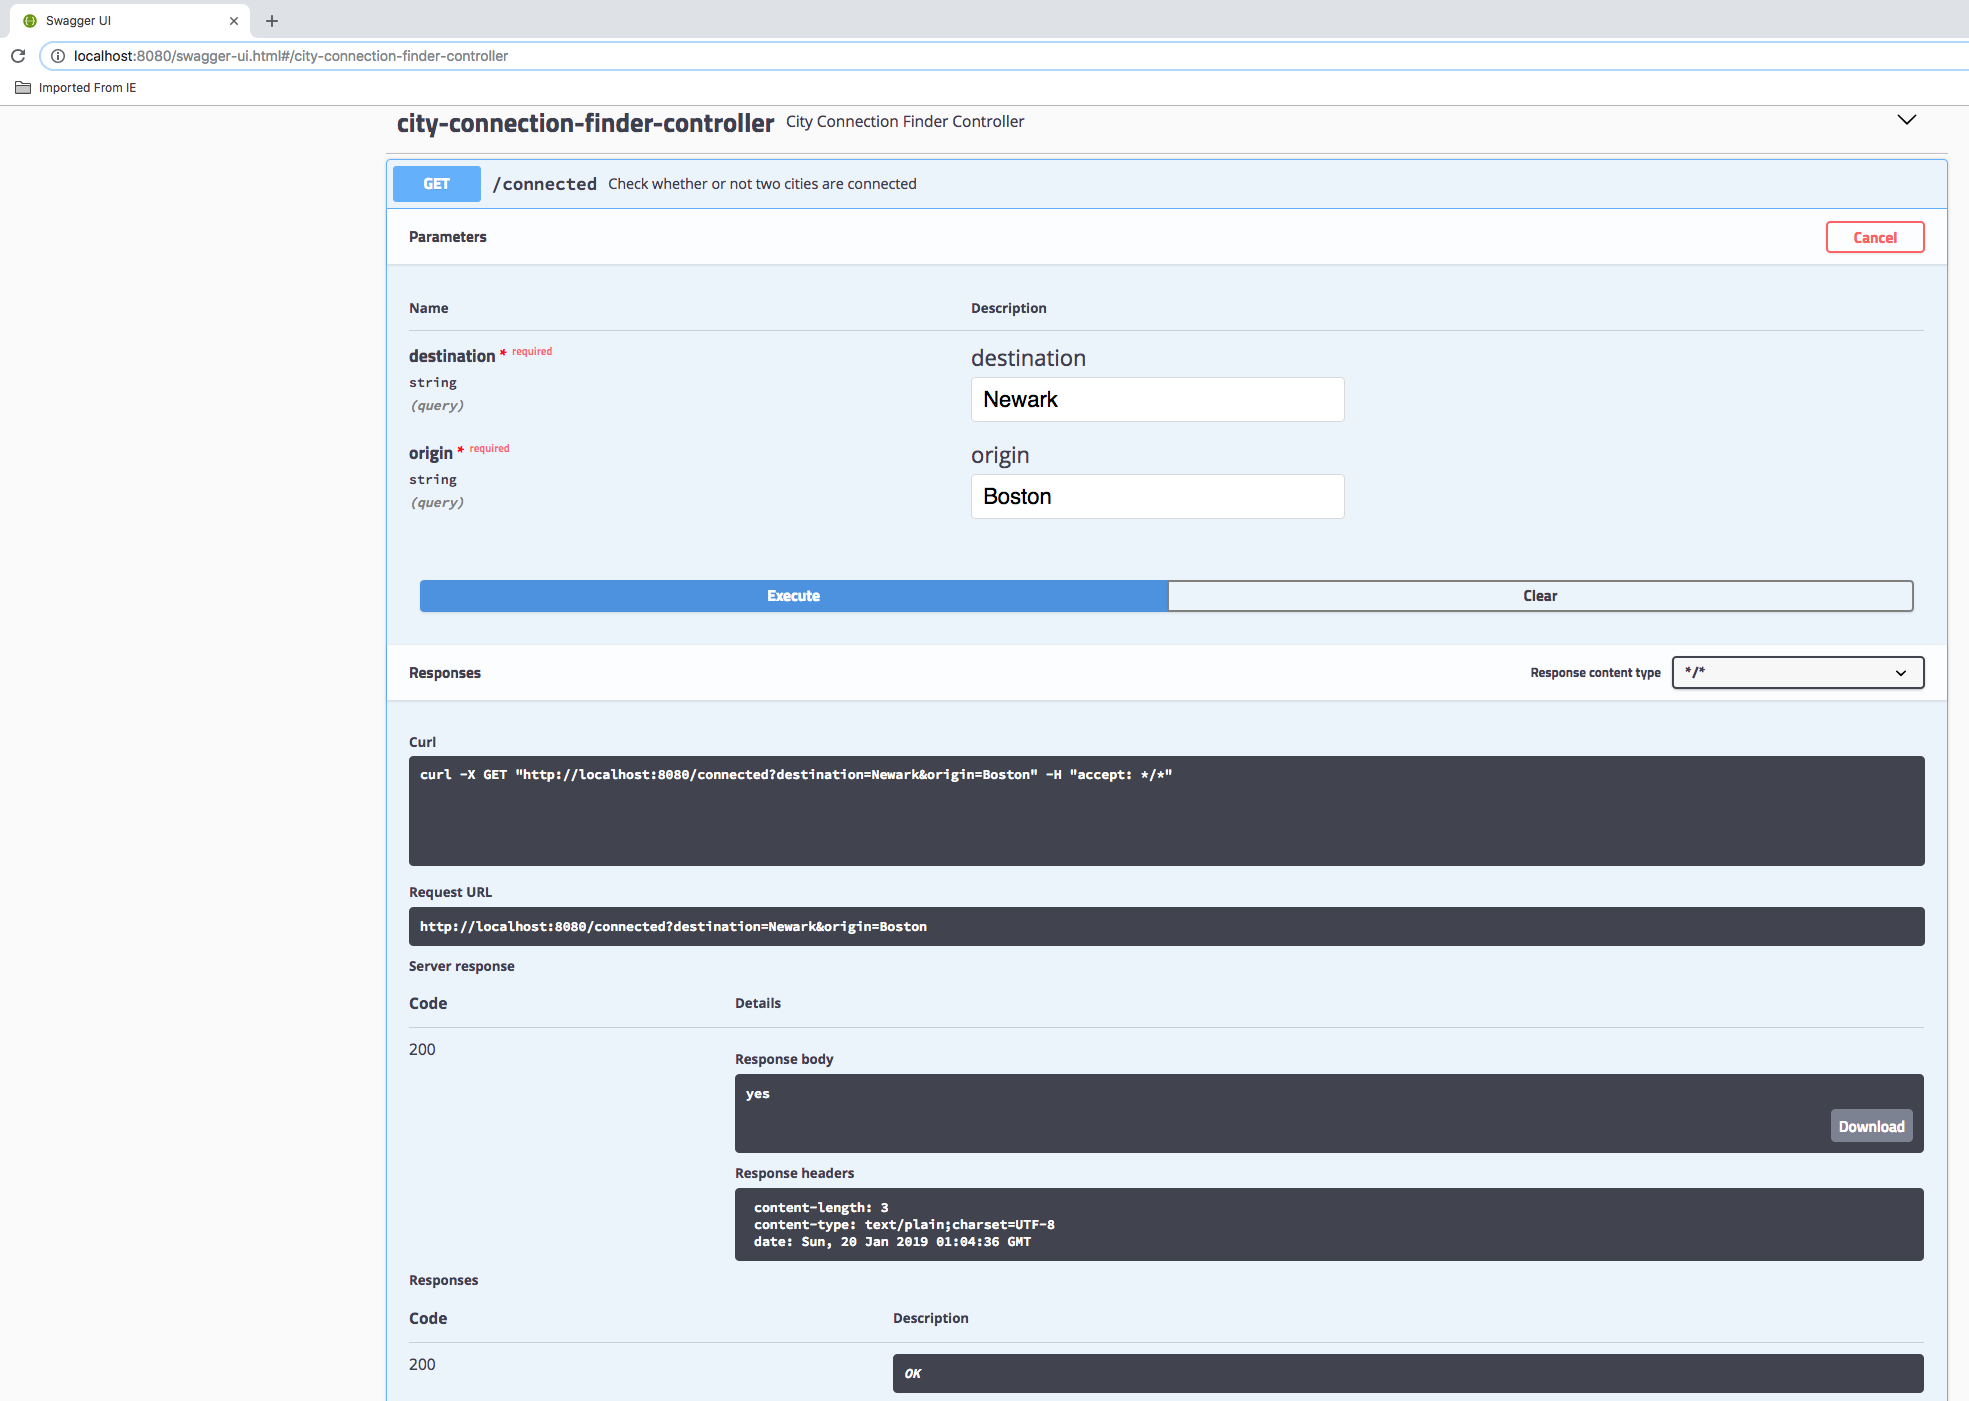 Swagger UI
localhost:8080/swagger-ui.html#/city-connection-finder-controller
Imported From IE
city-connection-finder-controller City Connection Finder Controller
GET /connected Check whether or not two cities are connected
Parameters Cancel
Name Description
destination * required destination
string
Newark
(query)
origin * required origin
string
Boston
(query)
Execute Clear
Responses Response content type */*
Curl
curl -X GET "http://localhost:8080/connected?destination=Newark&origin=Boston" -H "accept: */*"
Request URL
http://localhost:8080/connected?destination=Newark&origin=Boston
Server response
Code Details
200
Response body
yes
Download
Response headers
content-length: 3
content-type: text/plain;charset=UTF-8
date: Sun, 20 Jan 2019 01:04:36 GMT
Responses
Code Description
200
OK